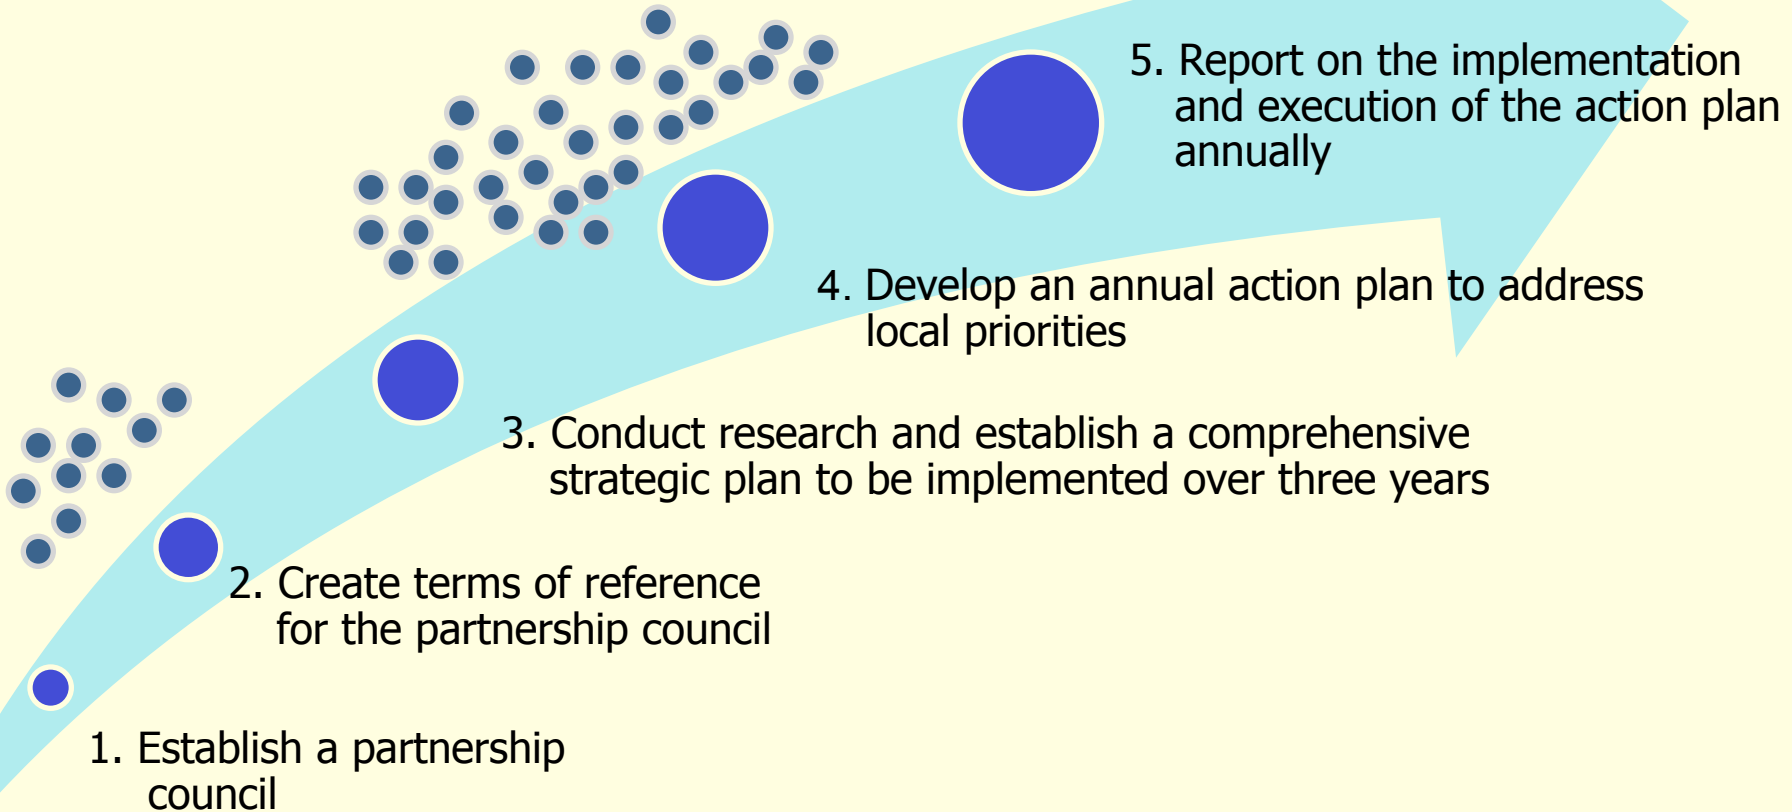 5. Report on the implementation
and execution of the action plan
annually
4. Develop an annual action plan to address
local priorities
3. Conduct research and establish a comprehensive
strategic plan to be implemented over three years
2. Create terms of reference
for the partnership council
1. Establish a partnership
council